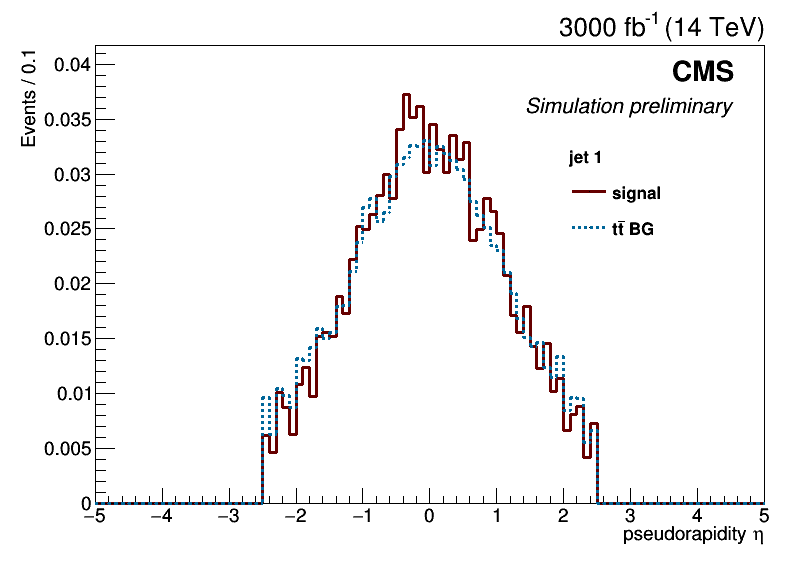 3000 fb⁻¹ (14 TeV)
CMS
Simulation preliminary
jet 1
signal
tt̄ BG
Events / 0.1
0.04
0.035
0.03
0.025
0.02
0.015
0.01
0.005
0
−5 −4 −3 −2 −1 0 1 2 3 4 5
pseudorapidity η